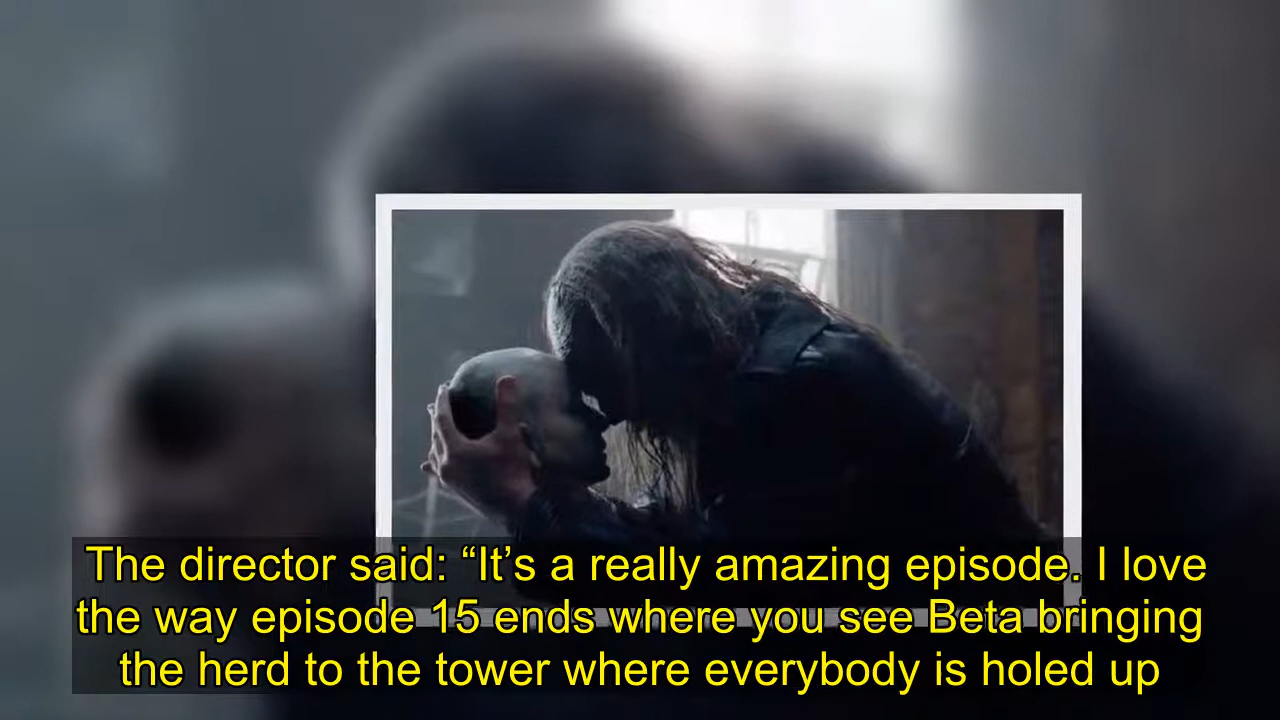 The director said: “It’s a really amazing episode. I love
the way episode 15 ends where you see Beta bringing
the herd to the tower where everybody is holed up